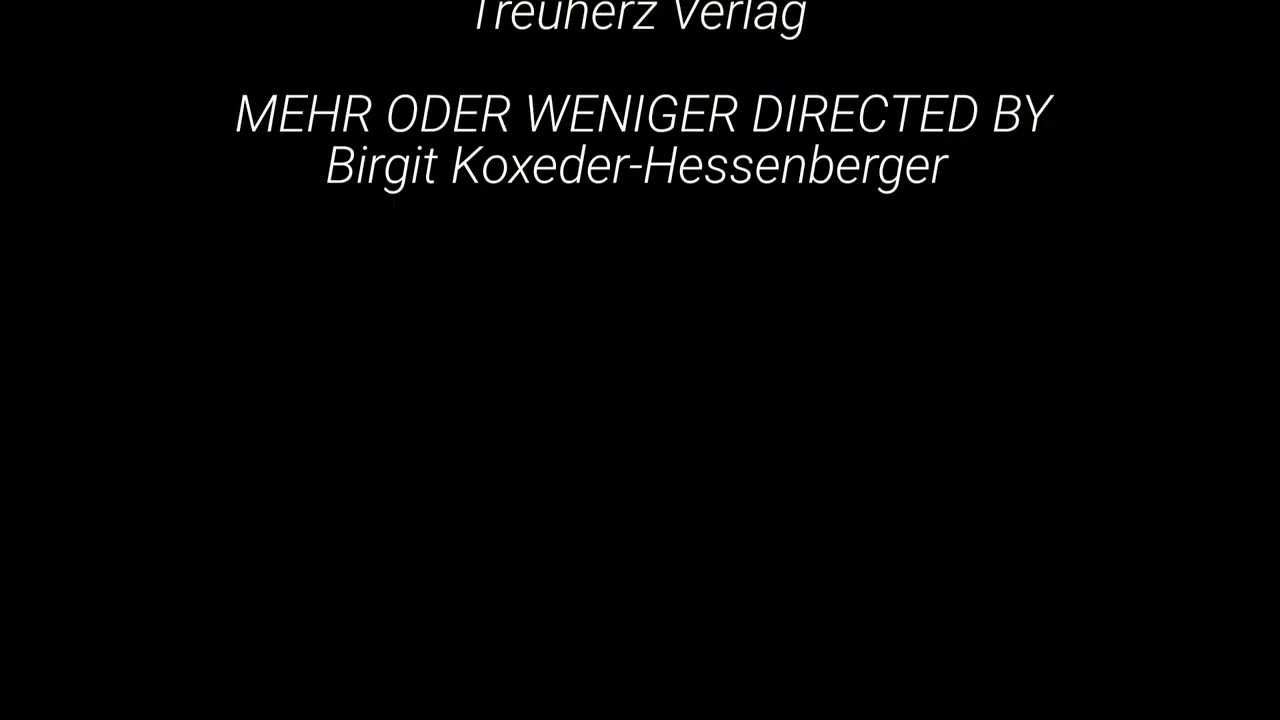 Treuherz Verlag
MEHR ODER WENIGER DIRECTED BY
Birgit Koxeder-Hessenberger